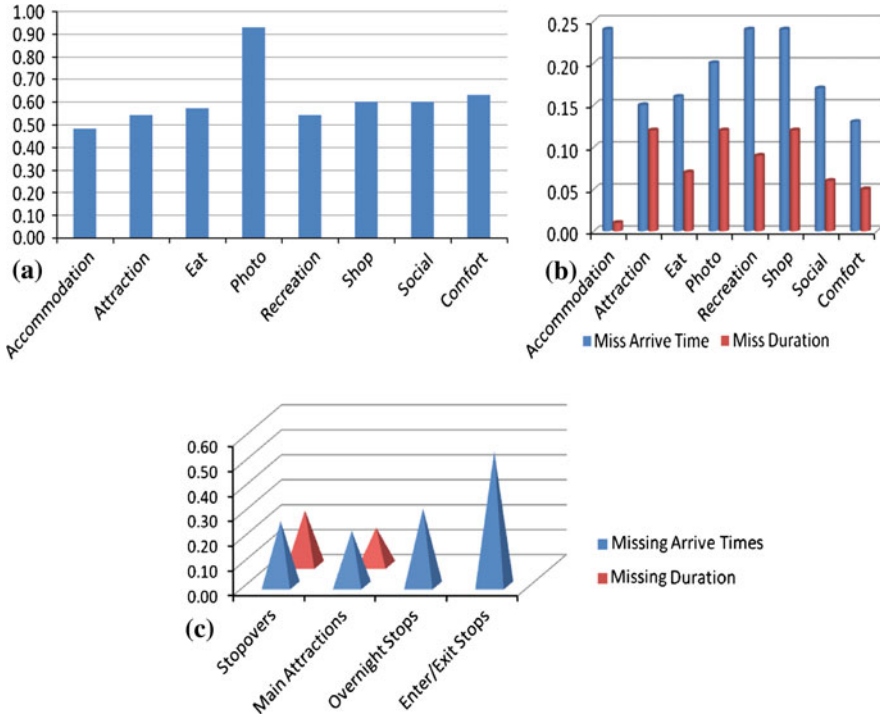 1.00
0.90
0.80
0.70
0.60
0.50
0.40
0.30
0.20
0.10
0.00
(a)
Accommodation
Attraction
Eat
Photo
Recreation
Shop
Social
Comfort
0.25
0.20
0.15
0.10
0.05
0.00
(b)
Accommodation
Attraction
Eat
Photo
Recreation
Shop
Social
Comfort
Miss Arrive Time Miss Duration
0.60
0.50
0.40
0.30
0.20
0.10
0.00
(c)
Stopovers
Main Attractions
Overnight Stops
Enter/Exit Stops
Missing Arrive Times
Missing Duration